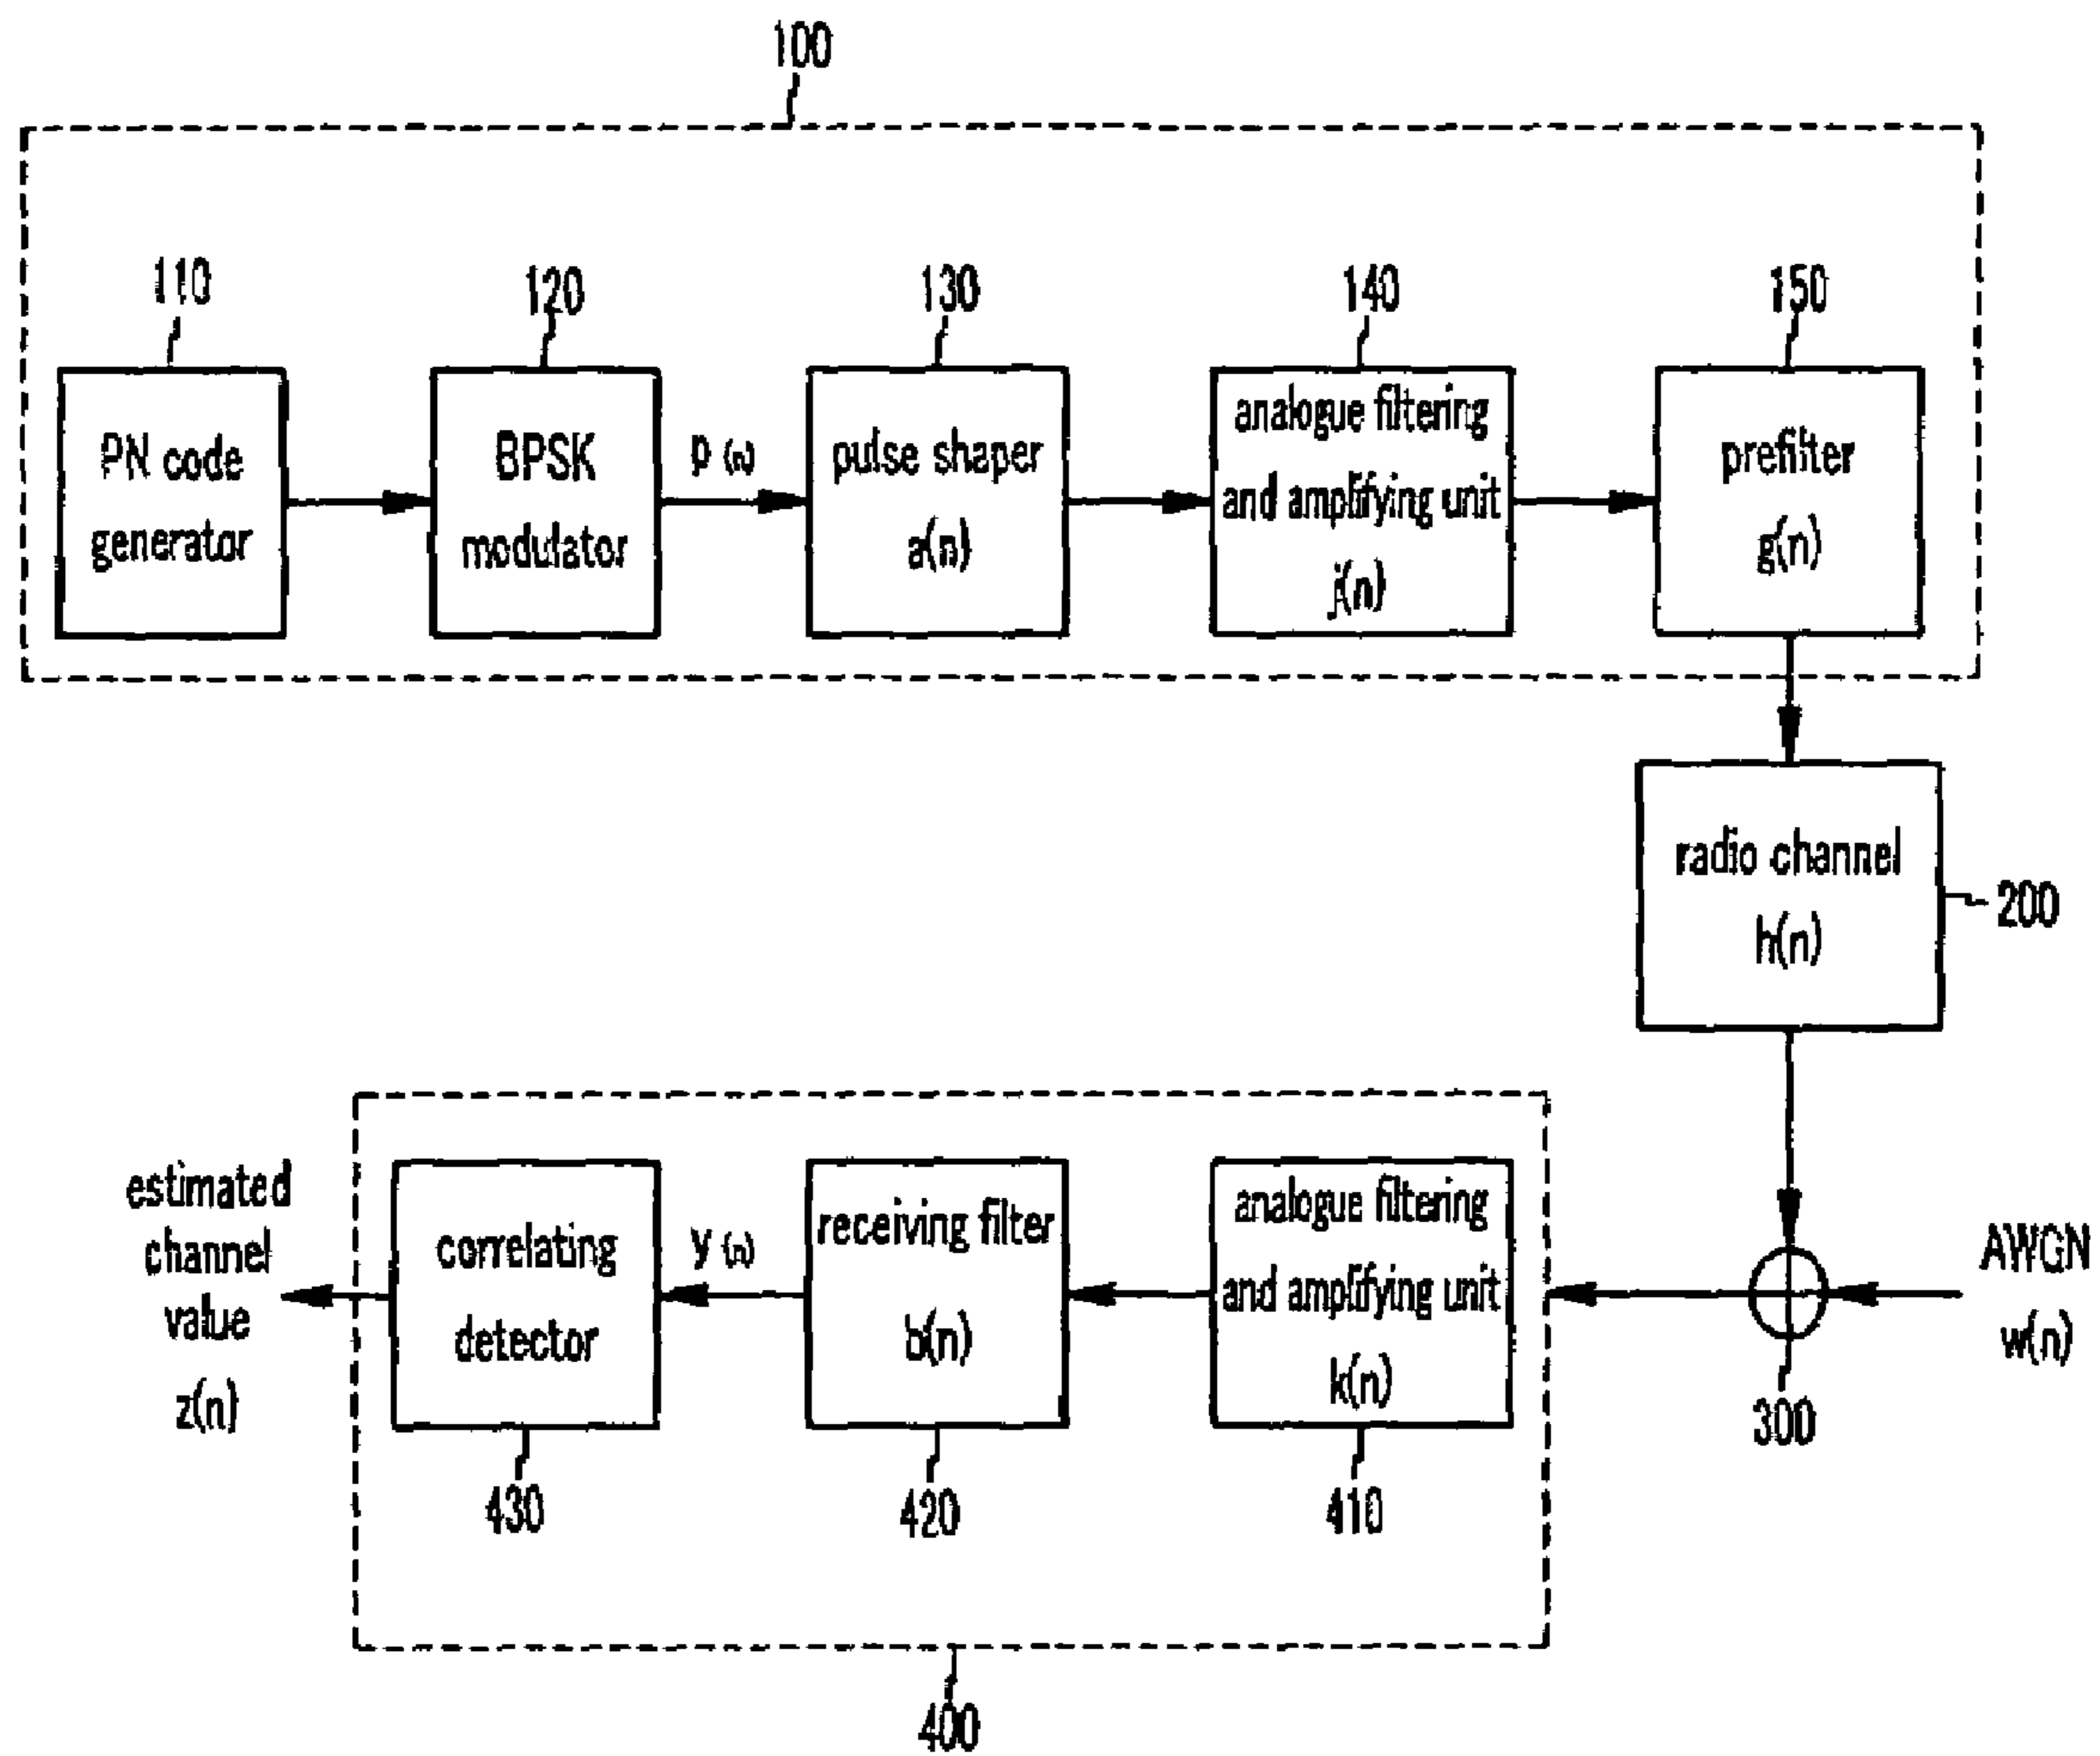 100
110
120
130
140
150
PN code
generator
BPSK
modulator
p (n)
pulse shaper
a(n)
analogue filtering
and amplifying unit
j(n)
prefilter
g(n)
radio channel
h(n)
200
estimated
channel
value
z(n)
correlating
detector
y (n)
receiving filter
b(n)
analogue filtering
and amplifying unit
k(n)
AWGN
w(n)
300
430
420
410
400